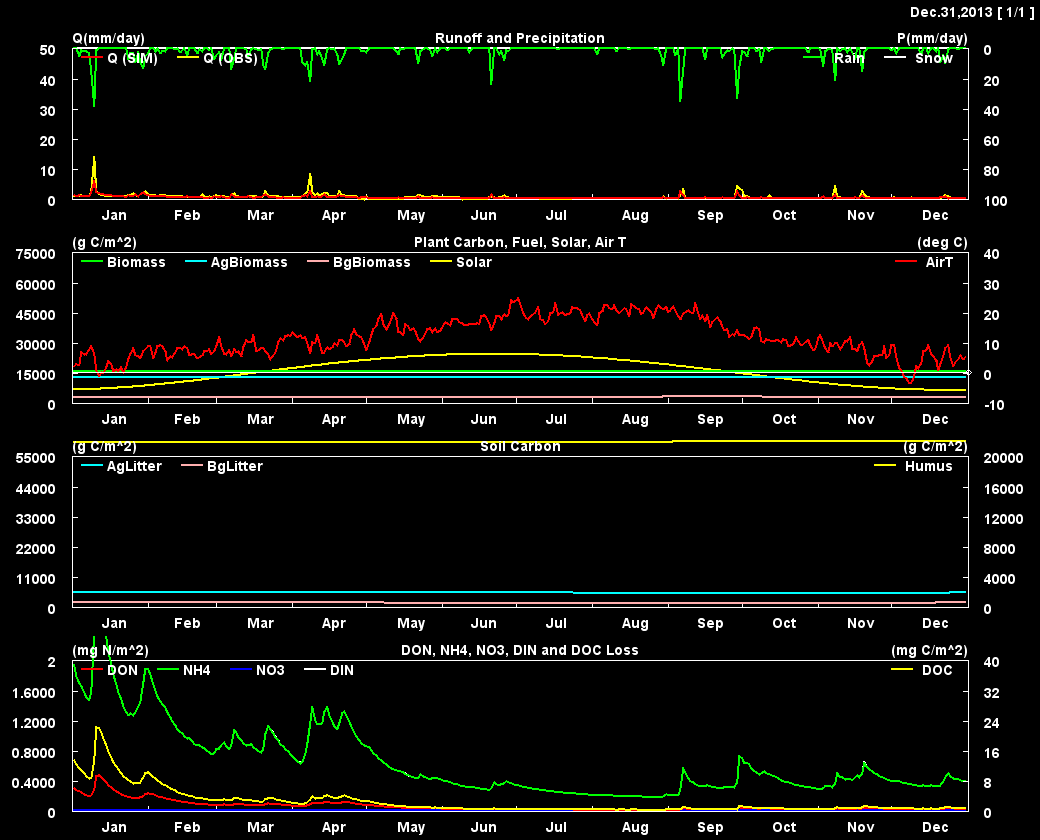 Dec.31,2013 [ 1/1 ]
Q(mm/day) Runoff and Precipitation P(mm/day)
50 Q (SIM) Q (OBS) Rain Snow 0
40 20
30 40
20 60
10 80
0 100
Jan Feb Mar Apr May Jun Jul Aug Sep Oct Nov Dec
(g C/m^2) Plant Carbon, Fuel, Solar, Air T (deg C)
75000 40
Biomass AgBiomass BgBiomass Solar AirT
60000 30
45000 20
30000 10
15000 0
0 -10
Jan Feb Mar Apr May Jun Jul Aug Sep Oct Nov Dec
(g C/m^2) Soil Carbon (g C/m^2)
55000 20000
AgLitter BgLitter Humus
44000 16000
33000 12000
22000 8000
11000 4000
0 0
Jan Feb Mar Apr May Jun Jul Aug Sep Oct Nov Dec
(mg N/m^2) DON, NH4, NO3, DIN and DOC Loss (mg C/m^2)
2 40
DON NH4 NO3 DIN DOC
1.6000 32
1.2000 24
0.8000 16
0.4000 8
0 0
Jan Feb Mar Apr May Jun Jul Aug Sep Oct Nov Dec